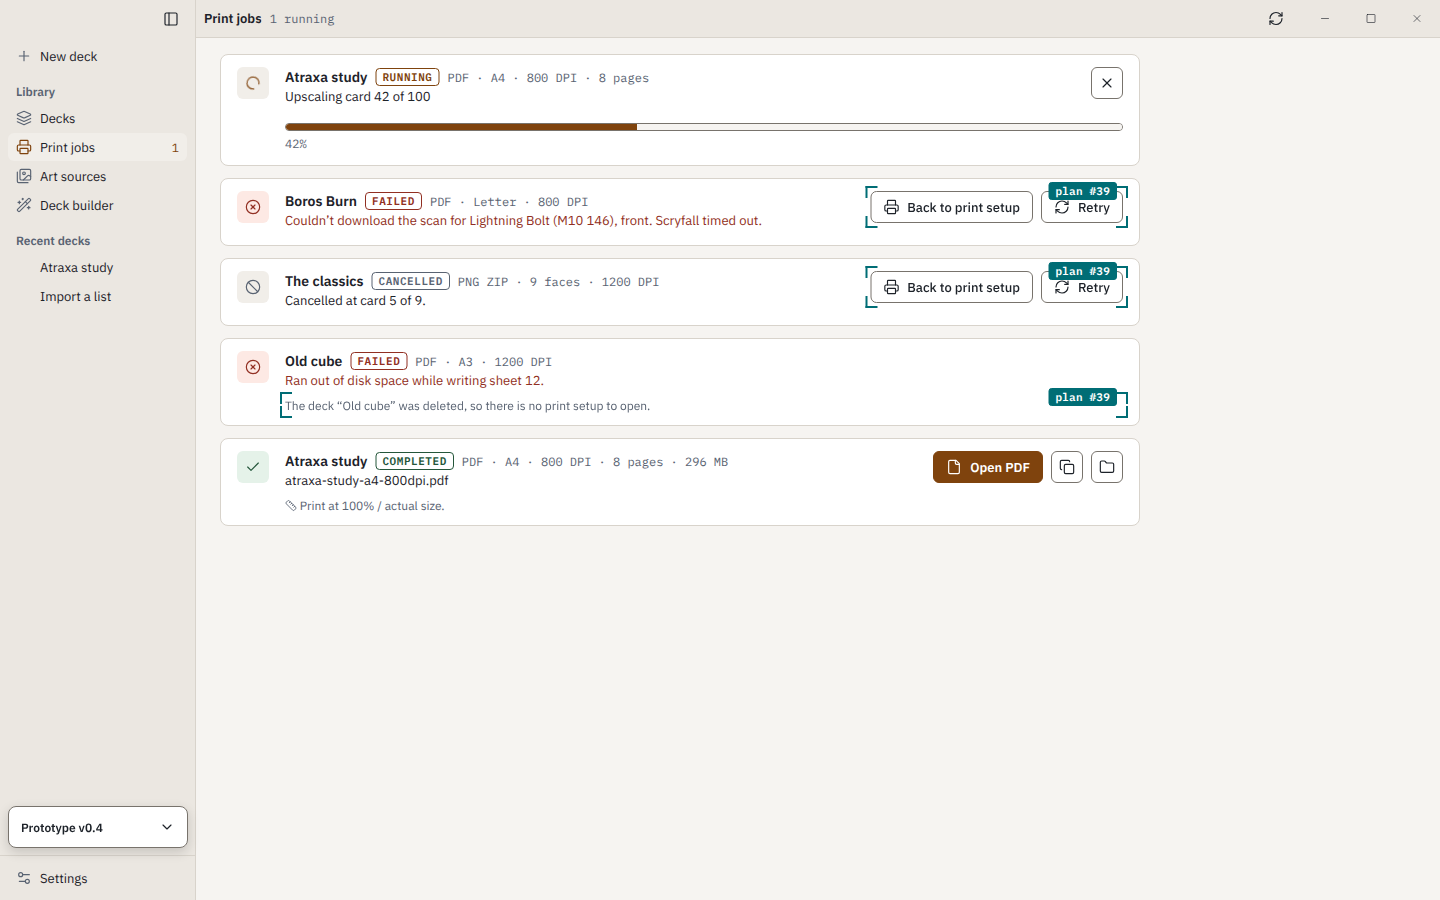 Print jobs 1 running
New deck
Library
Decks
Print jobs 1
Art sources
Deck builder
Recent decks
Atraxa study
Import a list
Prototype v0.4
Settings
Atraxa study RUNNING PDF · A4 · 800 DPI · 8 pages
Upscaling card 42 of 100
42%
Boros Burn FAILED PDF · Letter · 800 DPI
Couldn’t download the scan for Lightning Bolt (M10 146), front. Scryfall timed out.
plan #39
Back to print setup Retry
The classics CANCELLED PNG ZIP · 9 faces · 1200 DPI
Cancelled at card 5 of 9.
plan #39
Back to print setup Retry
Old cube FAILED PDF · A3 · 1200 DPI
Ran out of disk space while writing sheet 12.
plan #39
The deck “Old cube” was deleted, so there is no print setup to open.
Atraxa study COMPLETED PDF · A4 · 800 DPI · 8 pages · 296 MB
atraxa-study-a4-800dpi.pdf
Print at 100% / actual size.
Open PDF